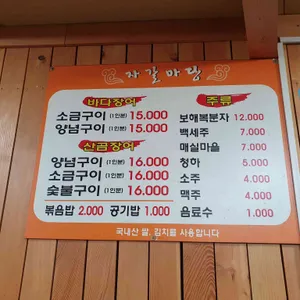 자갈마당
바다장어
소금구이 (1인분) 15.000
양념구이 (1인분) 15.000
산곰장어
양념구이 (1인분) 16.000
소금구이 (1인분) 16.000
숯불구이 (1인분) 16.000
볶음밥 2.000 공기밥 1.000
주류
보해복분자 12.000
백세주 7.000
매실마을 7.000
청하 5.000
소주 4.000
맥주 4.000
음료수 1.000
국내산 쌀, 김치를 사용합니다